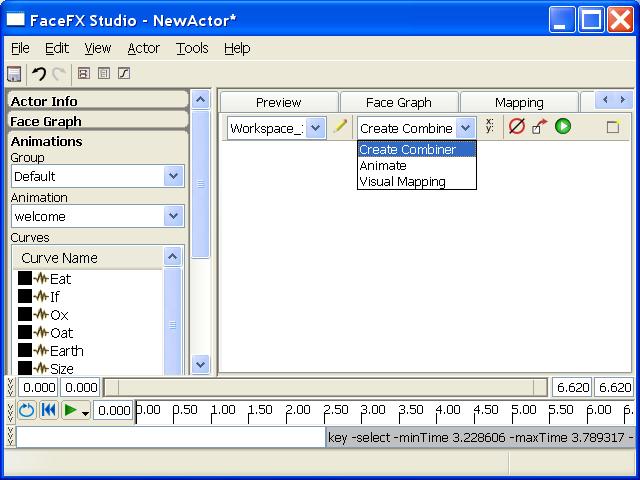 FaceFX Studio - NewActor*
File Edit View Actor Tools Help
Actor Info
Face Graph
Animations
Group
Default
Animation
welcome
Curves
Curve Name
Eat
If
Ox
Oat
Earth
Size
Preview Face Graph Mapping
Create Combine
x:
y:
Create Combiner
Animate
Visual Mapping
0.000 0.000 6.620 6.620
0.000 0.00 0.50 1.00 1.50 2.00 2.50 3.00 3.50 4.00 4.50 5.00 5.50 6.00
key -select -minTime 3.228606 -maxTime 3.789317 -